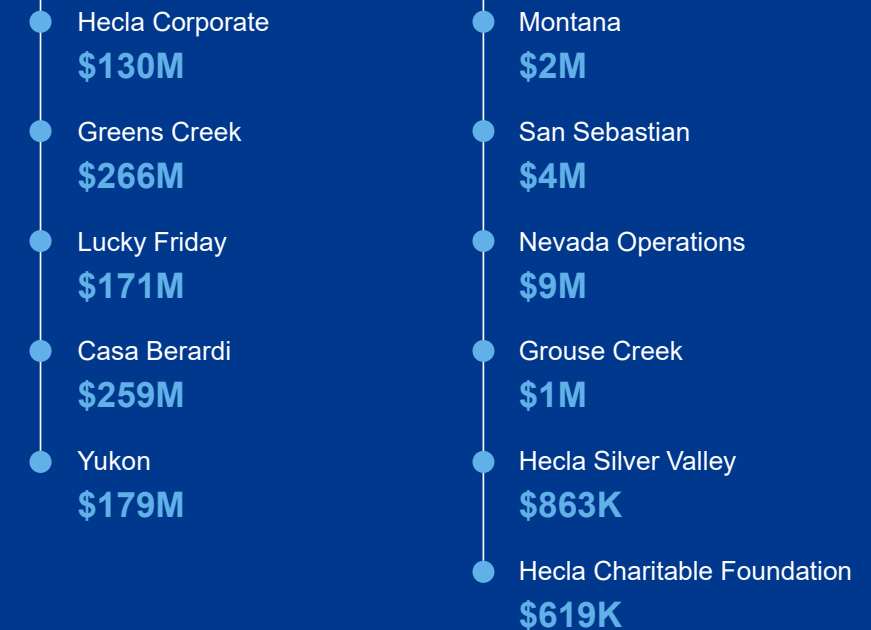 Hecla Corporate
$130M
Greens Creek
$266M
Lucky Friday
$171M
Casa Berardi
$259M
Yukon
$179M
Montana
$2M
San Sebastian
$4M
Nevada Operations
$9M
Grouse Creek
$1M
Hecla Silver Valley
$863K
Hecla Charitable Foundation
$619K